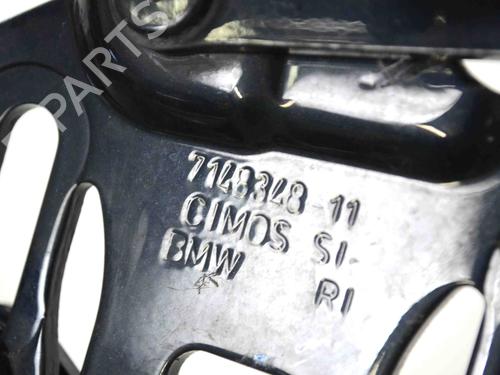 PARTS
7148348-11
CIMOS SI
BMW RI